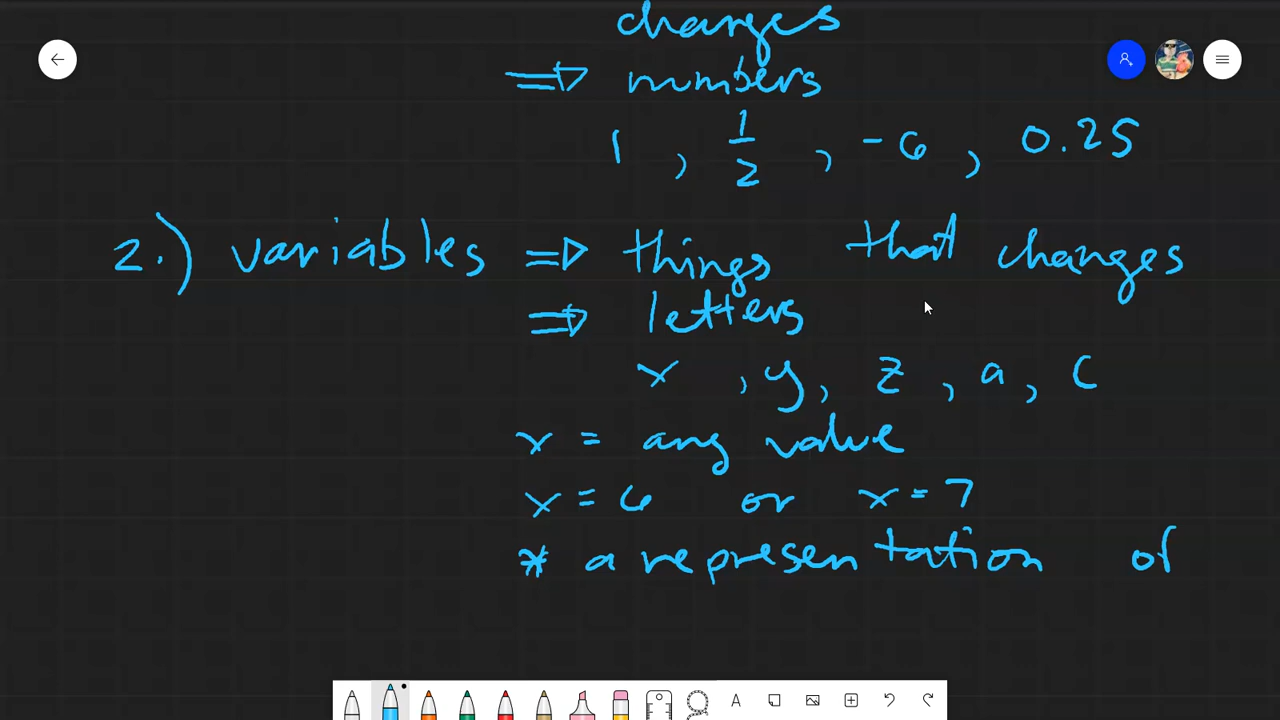 changes
⇒ numbers
1 , 1/2 , -6 , 0.25
2.) variables ⇒ things that changes
⇒ letters
x , y , z , a , c
x = any value
x = 6 or x = 7
* a representation of
A